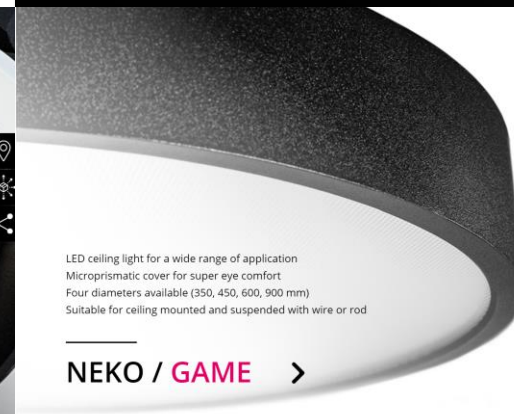 LED ceiling light for a wide range of application
Microprismatic cover for super eye comfort
Four diameters available (350, 450, 600, 900 mm)
Suitable for ceiling mounted and suspended with wire or rod
NEKO / GAME